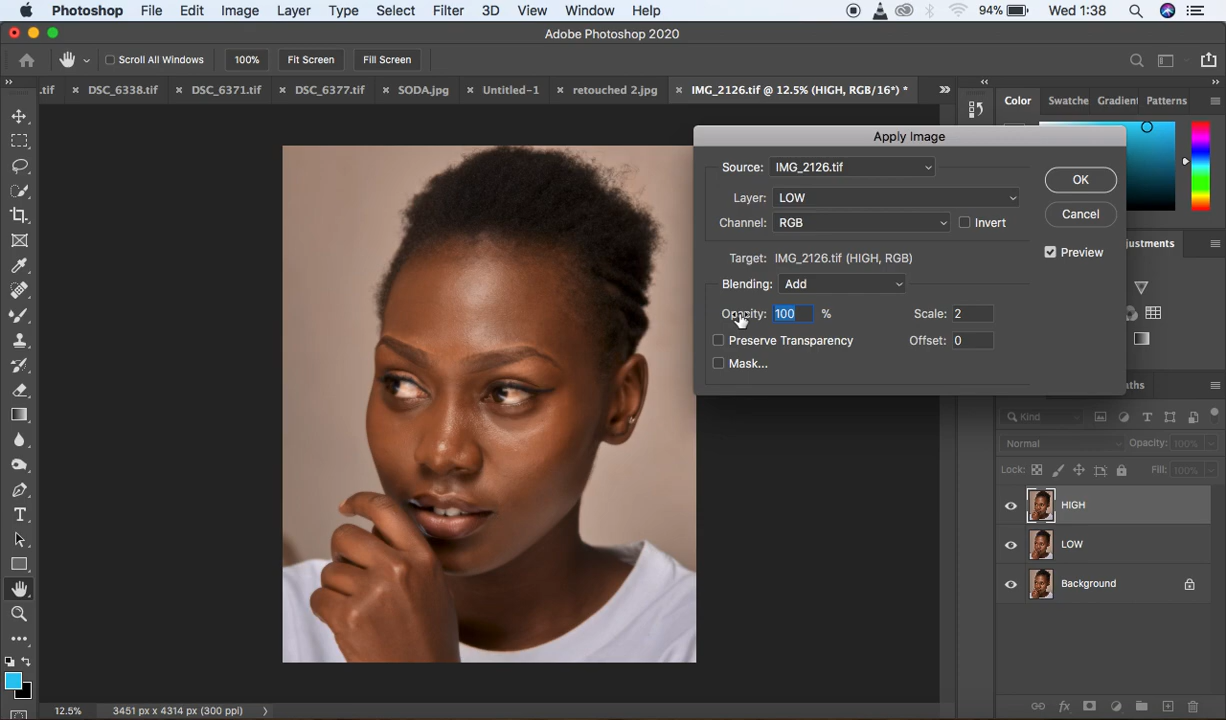 Photoshop File Edit Image Layer Type Select Filter 3D View Window Help 94% Wed 1:38
Adobe Photoshop 2020
Scroll All Windows 100% Fit Screen Fill Screen
.tif × DSC_6338.tif × DSC_6371.tif × DSC_6377.tif × SODA.jpg × Untitled-1 × retouched 2.jpg × IMG_2126.tif @ 12.5% (HIGH, RGB/16*) *
Color Swatche Gradient Patterns
Apply Image
Source: IMG_2126.tif
OK
Layer: LOW
Cancel
Channel: RGB Invert
justments
Preview
Target: IMG_2126.tif (HIGH, RGB)
Blending: Add
Opacity: 100 % Scale: 2
Preserve Transparency Offset: 0
Mask...
ths
Kind
Normal Opacity: 100%
Lock: Fill: 100%
HIGH
LOW
Background
12.5% 3451 px x 4314 px (300 ppi)